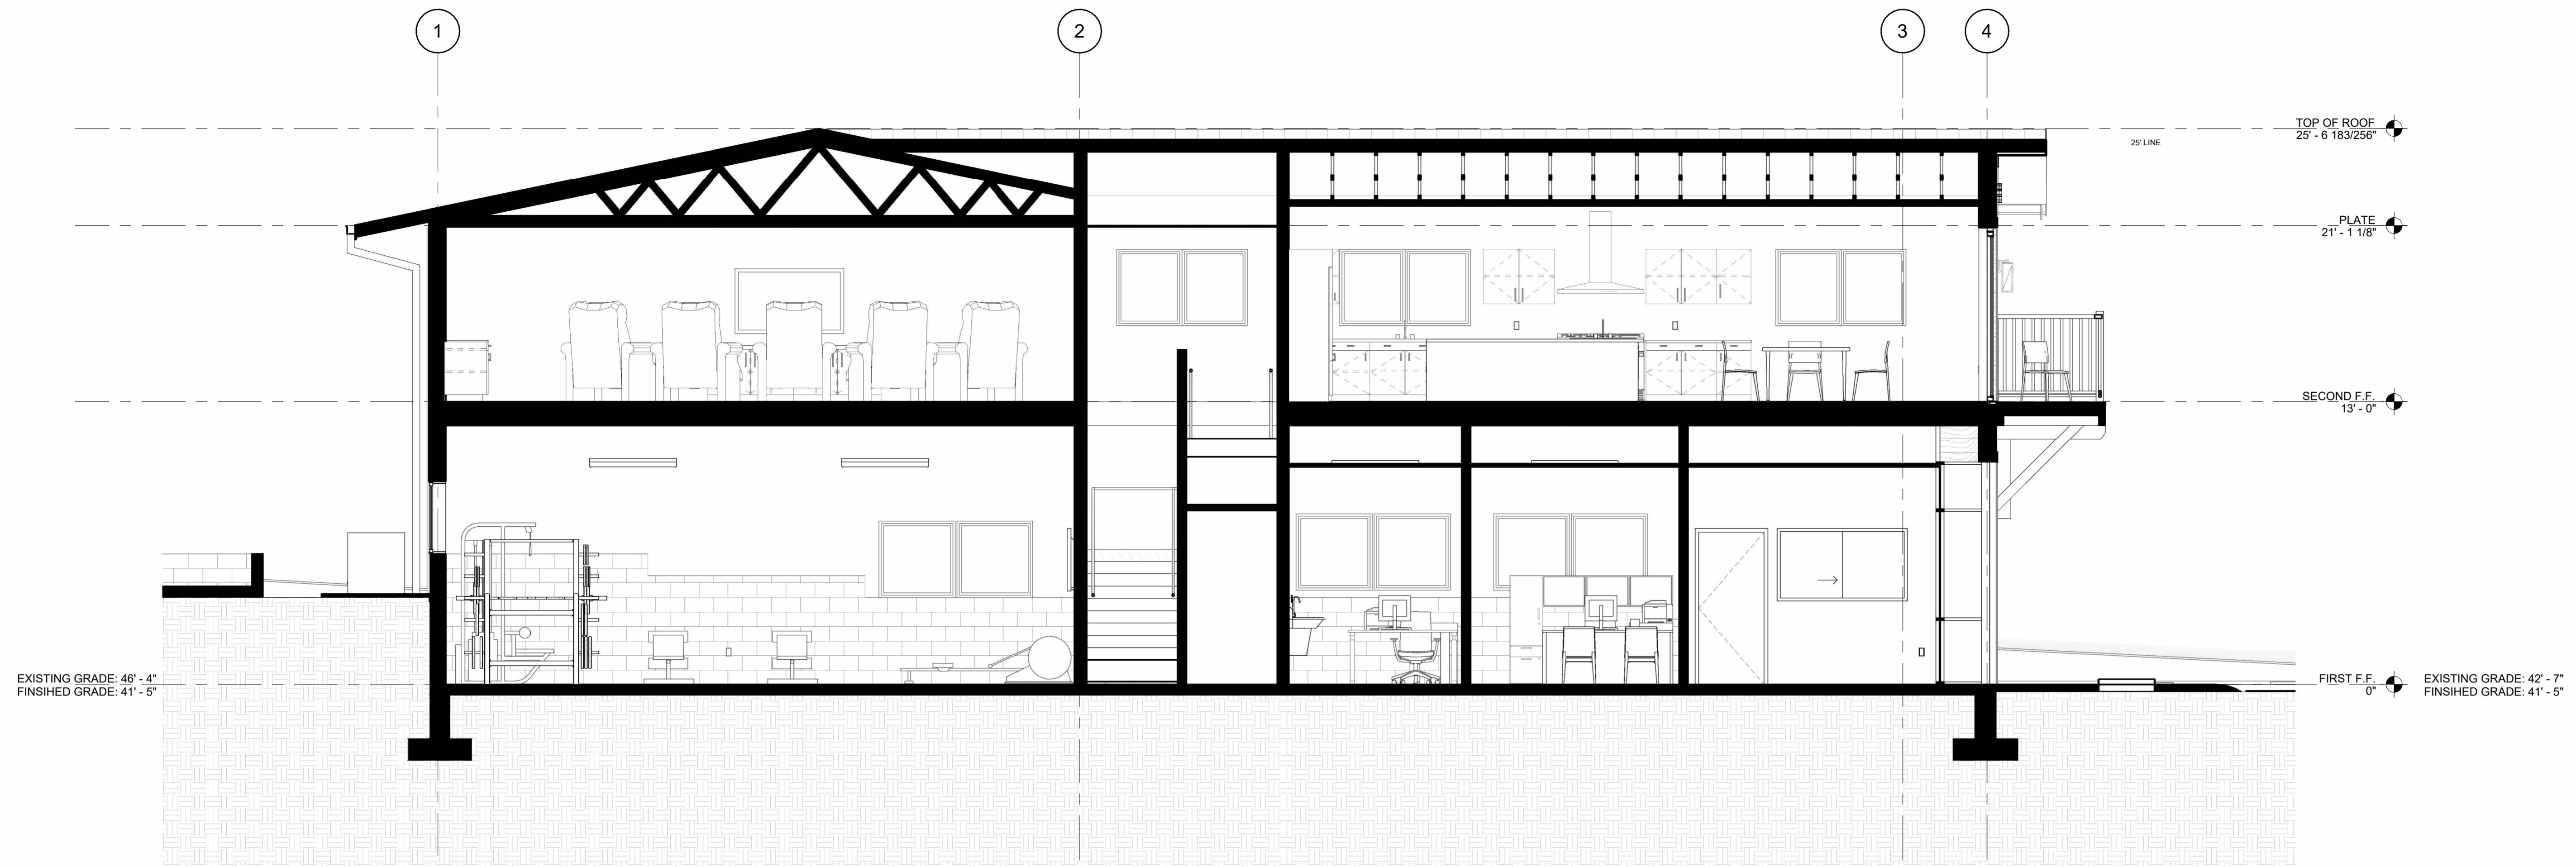 1
2
3
4
TOP OF ROOF
25' - 6 183/256"
25' LINE
PLATE
21' - 1 1/8"
SECOND F.F.
13' - 0"
EXISTING GRADE: 46' - 4"
FINSIHED GRADE: 41' - 5"
FIRST F.F.
0"
EXISTING GRADE: 42' - 7"
FINSIHED GRADE: 41' - 5"